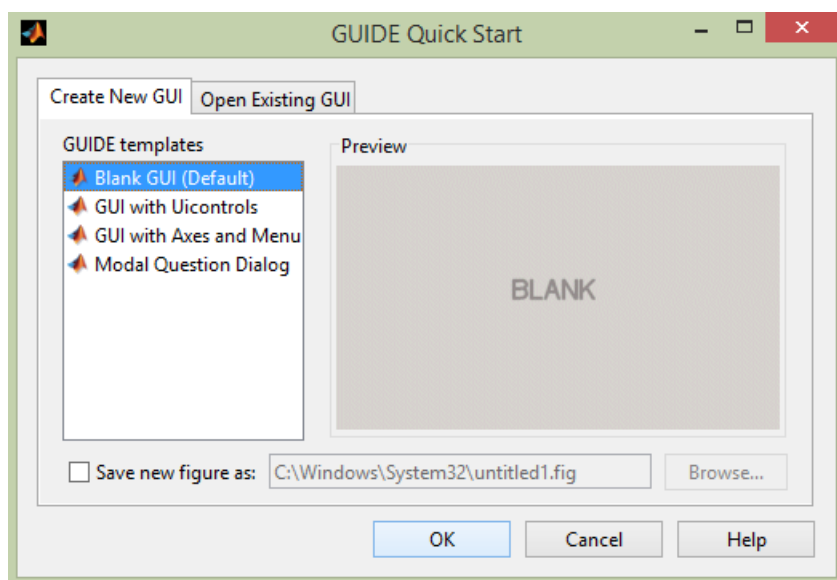 GUIDE Quick Start
Create New GUI Open Existing GUI
GUIDE templates
Preview
Blank GUI (Default)
GUI with Uicontrols
GUI with Axes and Menu
Modal Question Dialog
BLANK
Save new figure as: C:\Windows\System32\untitled1.fig Browse...
OK Cancel Help